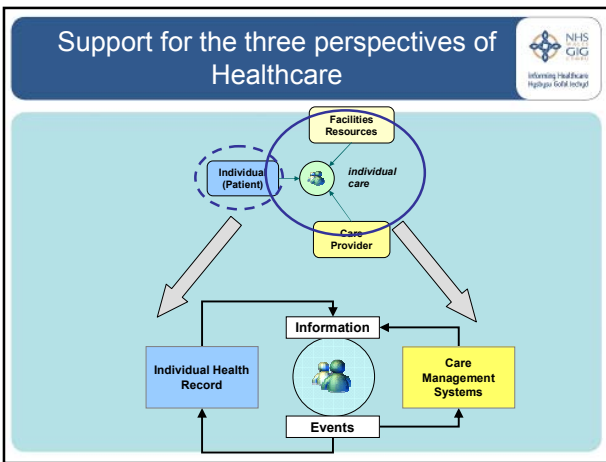 Support for the three perspectives of
Healthcare
NHS
WALES
GIG
CYMRU
Informing Healthcare
Hysbysu Gofal Iechyd
Facilities
Resources
Individual
(Patient)
individual
care
Care
Provider
Information
Individual Health
Record
Care
Management
Systems
Events